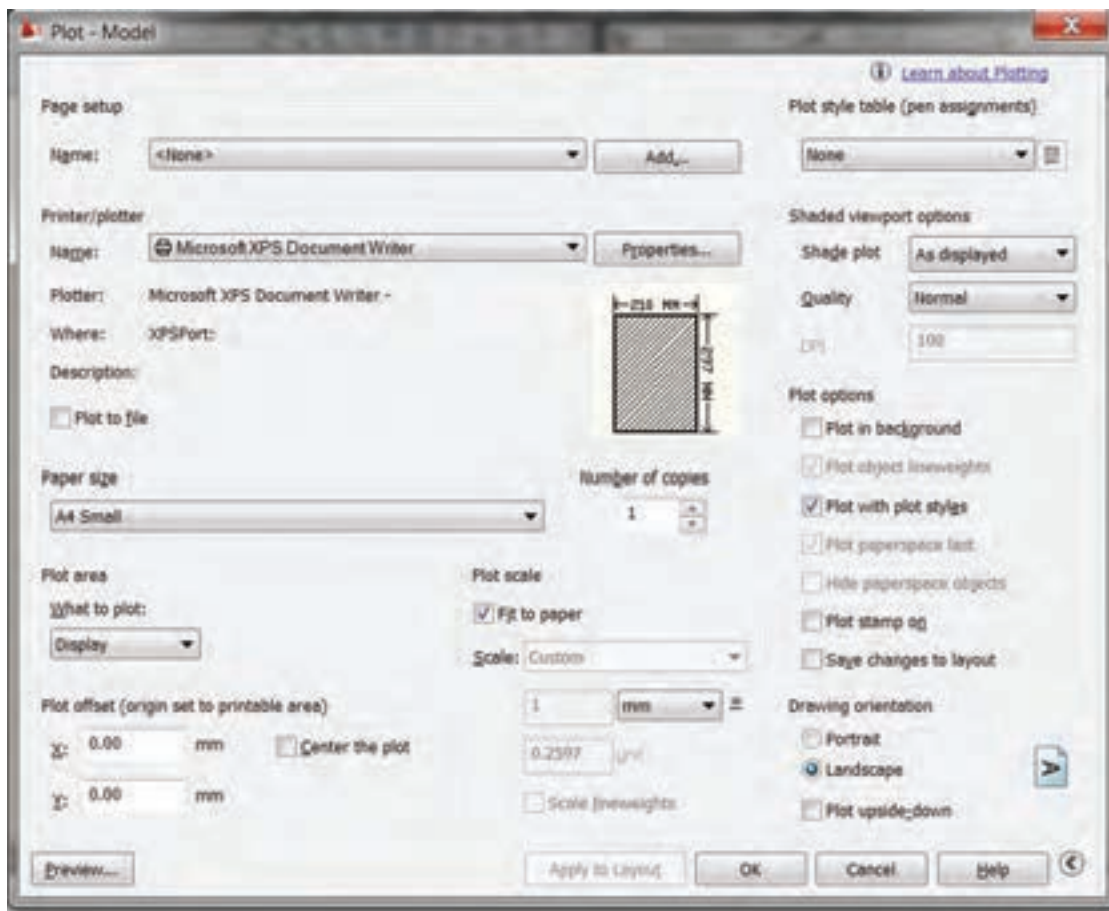 Plot - Model
Learn about Plotting
Page setup
Name:
<None>
Add...
Plot style table (pen assignments)
None
Printer/plotter
Name:
Microsoft XPS Document Writer
Properties...
Plotter:
Microsoft XPS Document Writer -
Where:
XPSPort:
Description:
Plot to file
210 MM
297 MM
Shaded viewport options
Shade plot
As displayed
Quality
Normal
DPI
100
Paper size
A4 Small
Number of copies
1
Plot area
What to plot:
Display
Plot scale
Fit to paper
Scale:
Custom
1
mm
=
0.2597
unit
Scale lineweights
Plot offset (origin set to printable area)
X:
0.00
mm
Center the plot
Y:
0.00
mm
Plot options
Plot in background
Plot object lineweights
Plot with plot styles
Plot paperspace last
Hide paperspace objects
Plot stamp on
Save changes to layout
Drawing orientation
Portrait
Landscape
Plot upside-down
A
Preview...
Apply to Layout
OK
Cancel
Help